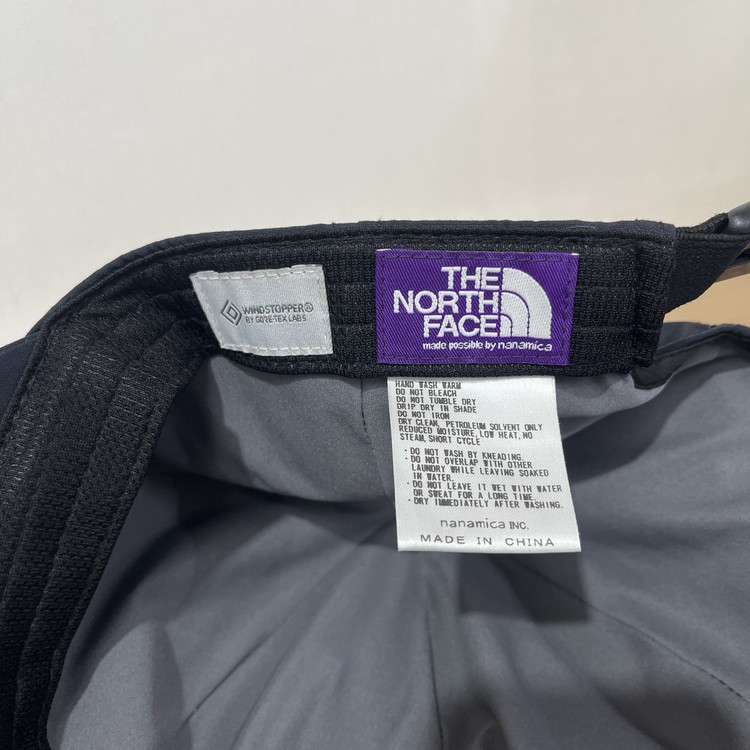 WINDSTOPPER®
BY GORE-TEX LABS
THE
NORTH
FACE
made possible by nanamica
HAND WASH WARM
DO NOT BLEACH
DO NOT TUMBLE DRY
DRIP DRY IN SHADE
DO NOT IRON
DRY CLEAN, PETROLEUM SOLVENT ONLY
REDUCED MOISTURE, LOW HEAT, NO
STEAM, SHORT CYCLE
・DO NOT WASH BY KNEADING.
・DO NOT OVERLAP WITH OTHER
LAUNDRY WHILE LEAVING SOAKED
IN WATER.
・DO NOT LEAVE IT WET WITH WATER
OR SWEAT FOR A LONG TIME.
・DRY IMMEDIATELY AFTER WASHING.
nanamica INC.
MADE IN CHINA